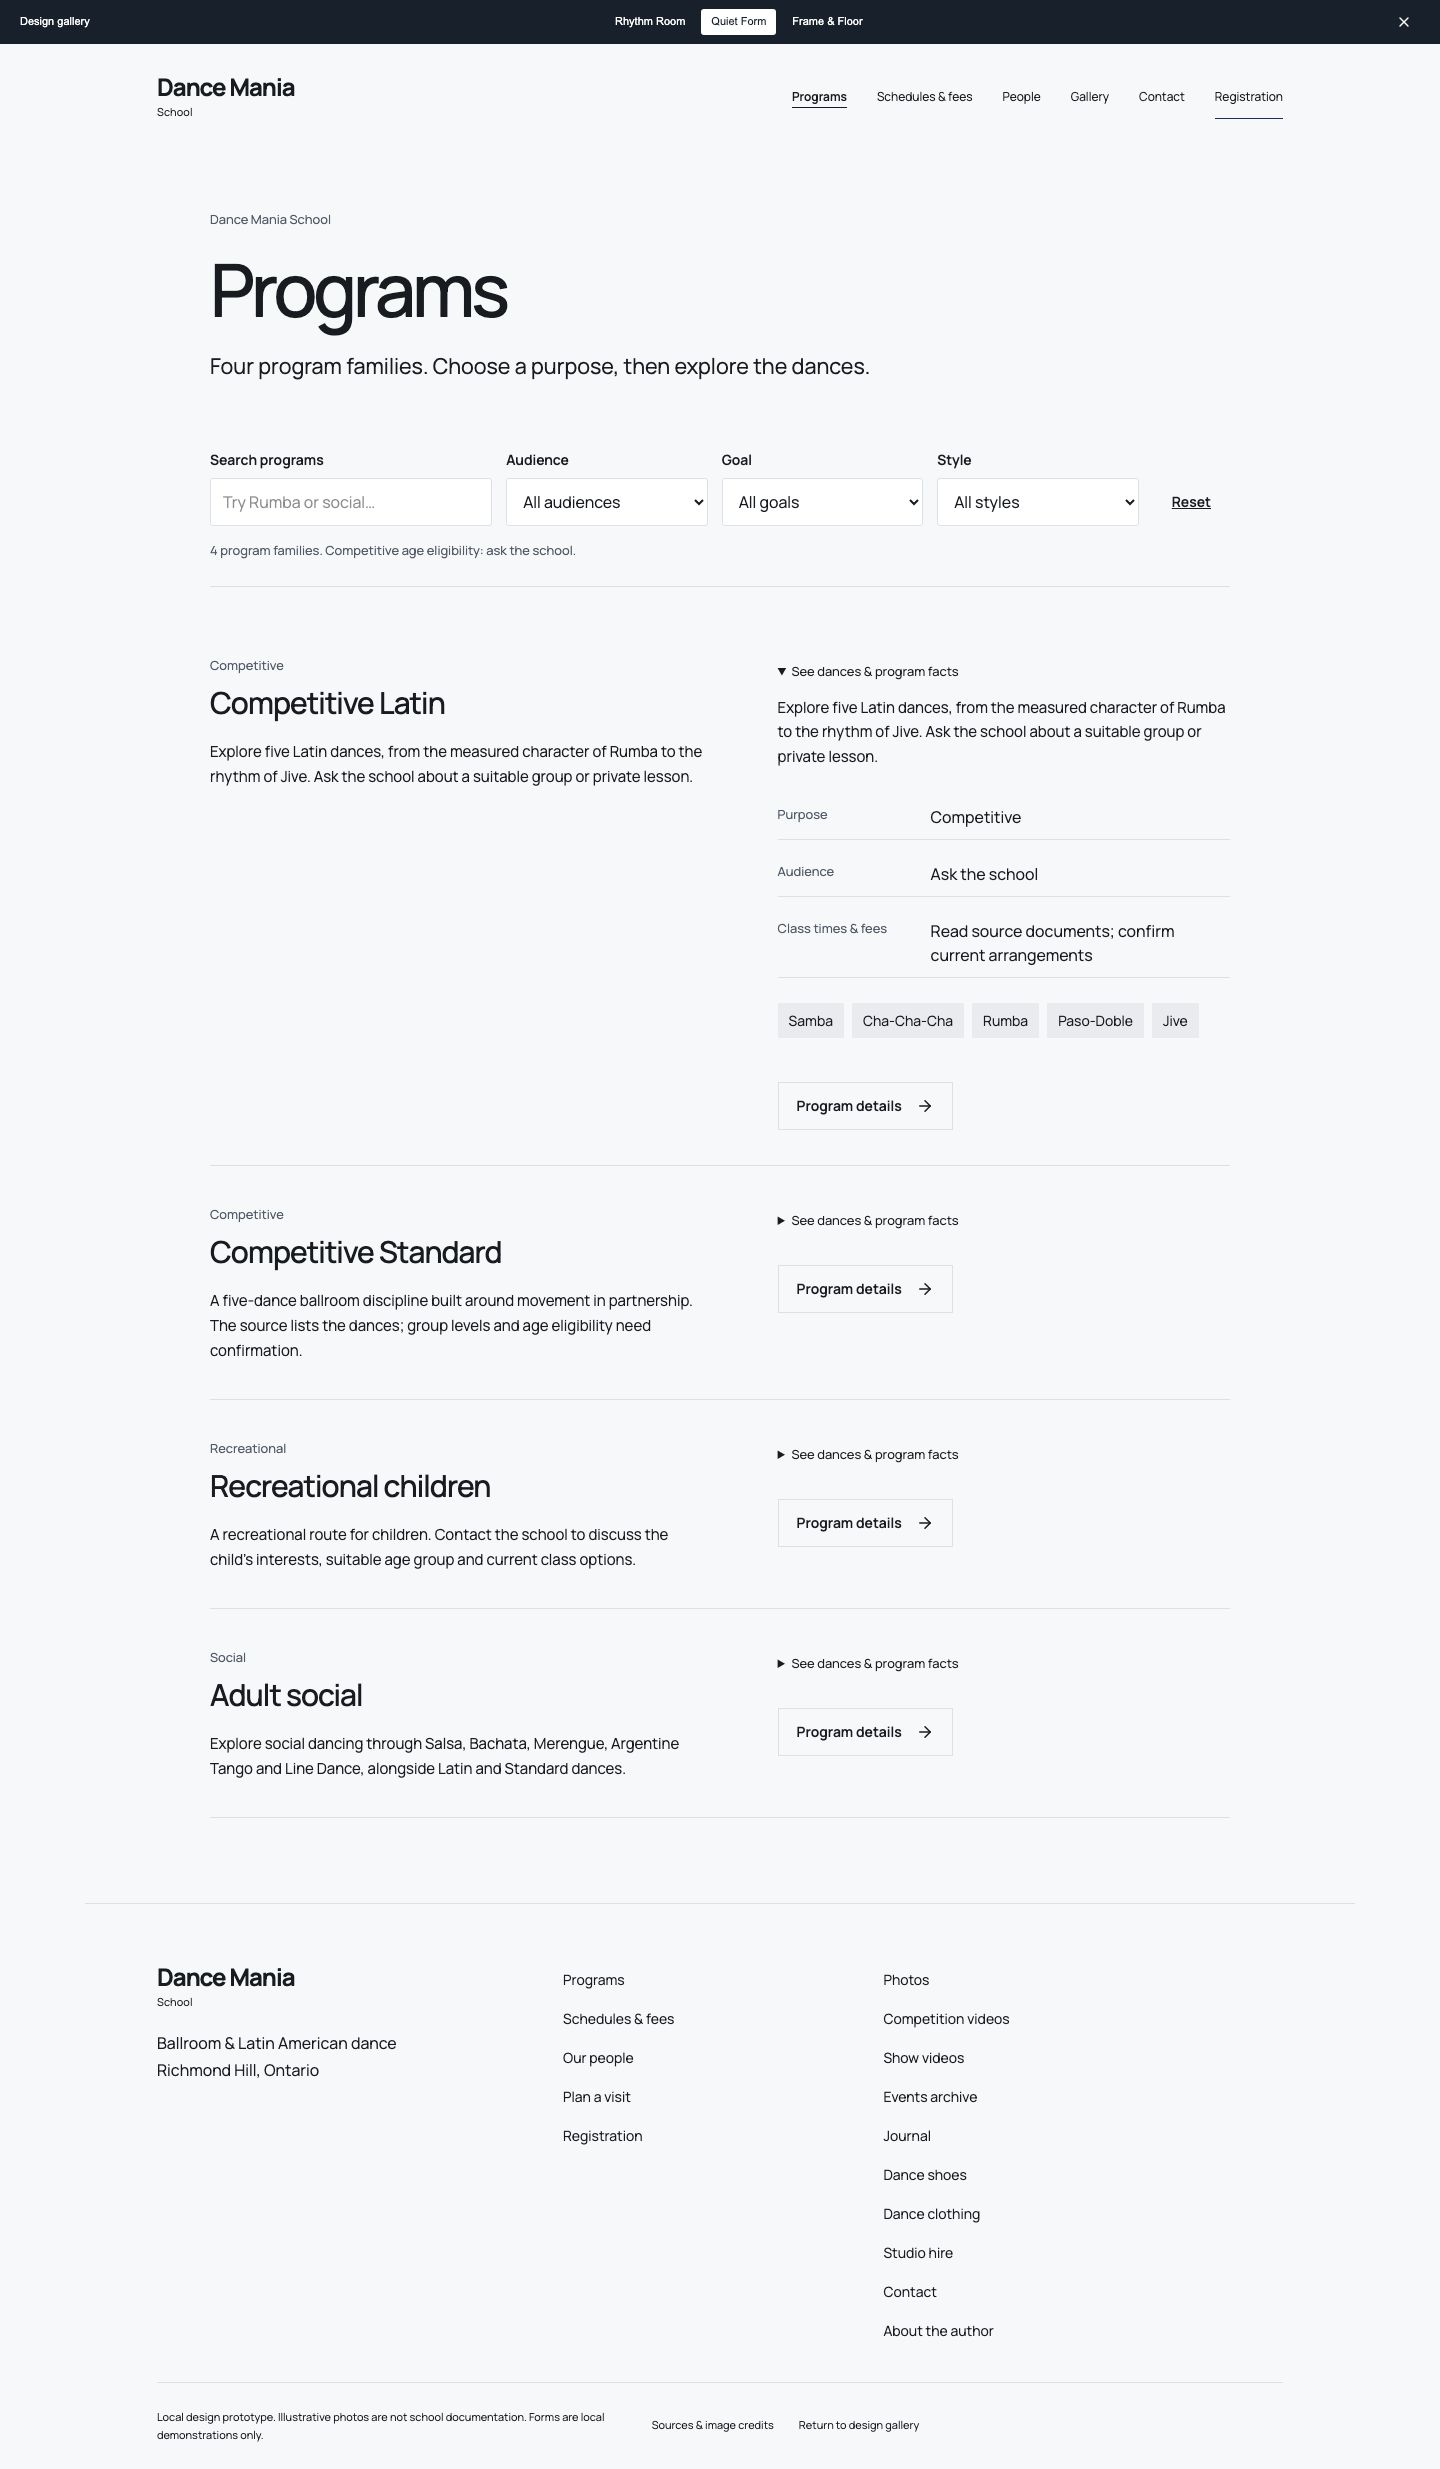 Design gallery
Rhythm Room
Quiet Form
Frame & Floor
Dance Mania
School
Programs
Schedules & fees
People
Gallery
Contact
Registration
Dance Mania School
Programs
Four program families. Choose a purpose, then explore the dances.
Search programs
Audience
Goal
Style
Try Rumba or social...
All audiences
All goals
All styles
Reset
4 program families. Competitive age eligibility: ask the school.
Competitive
Competitive Latin
Explore five Latin dances, from the measured character of Rumba to the
rhythm of Jive. Ask the school about a suitable group or private lesson.
See dances & program facts
Explore five Latin dances, from the measured character of Rumba
to the rhythm of Jive. Ask the school about a suitable group or
private lesson.
Purpose
Competitive
Audience
Ask the school
Class times & fees
Read source documents; confirm
current arrangements
Samba
Cha-Cha-Cha
Rumba
Paso-Doble
Jive
Program details
Competitive
Competitive Standard
A five-dance ballroom discipline built around movement in partnership.
The source lists the dances; group levels and age eligibility need
confirmation.
See dances & program facts
Program details
Recreational
Recreational children
A recreational route for children. Contact the school to discuss the
child's interests, suitable age group and current class options.
See dances & program facts
Program details
Social
Adult social
Explore social dancing through Salsa, Bachata, Merengue, Argentine
Tango and Line Dance, alongside Latin and Standard dances.
See dances & program facts
Program details
Dance Mania
School
Ballroom & Latin American dance
Richmond Hill, Ontario
Programs
Schedules & fees
Our people
Plan a visit
Registration
Photos
Competition videos
Show videos
Events archive
Journal
Dance shoes
Dance clothing
Studio hire
Contact
About the author
Local design prototype. Illustrative photos are not school documentation. Forms are local
demonstrations only.
Sources & image credits
Return to design gallery